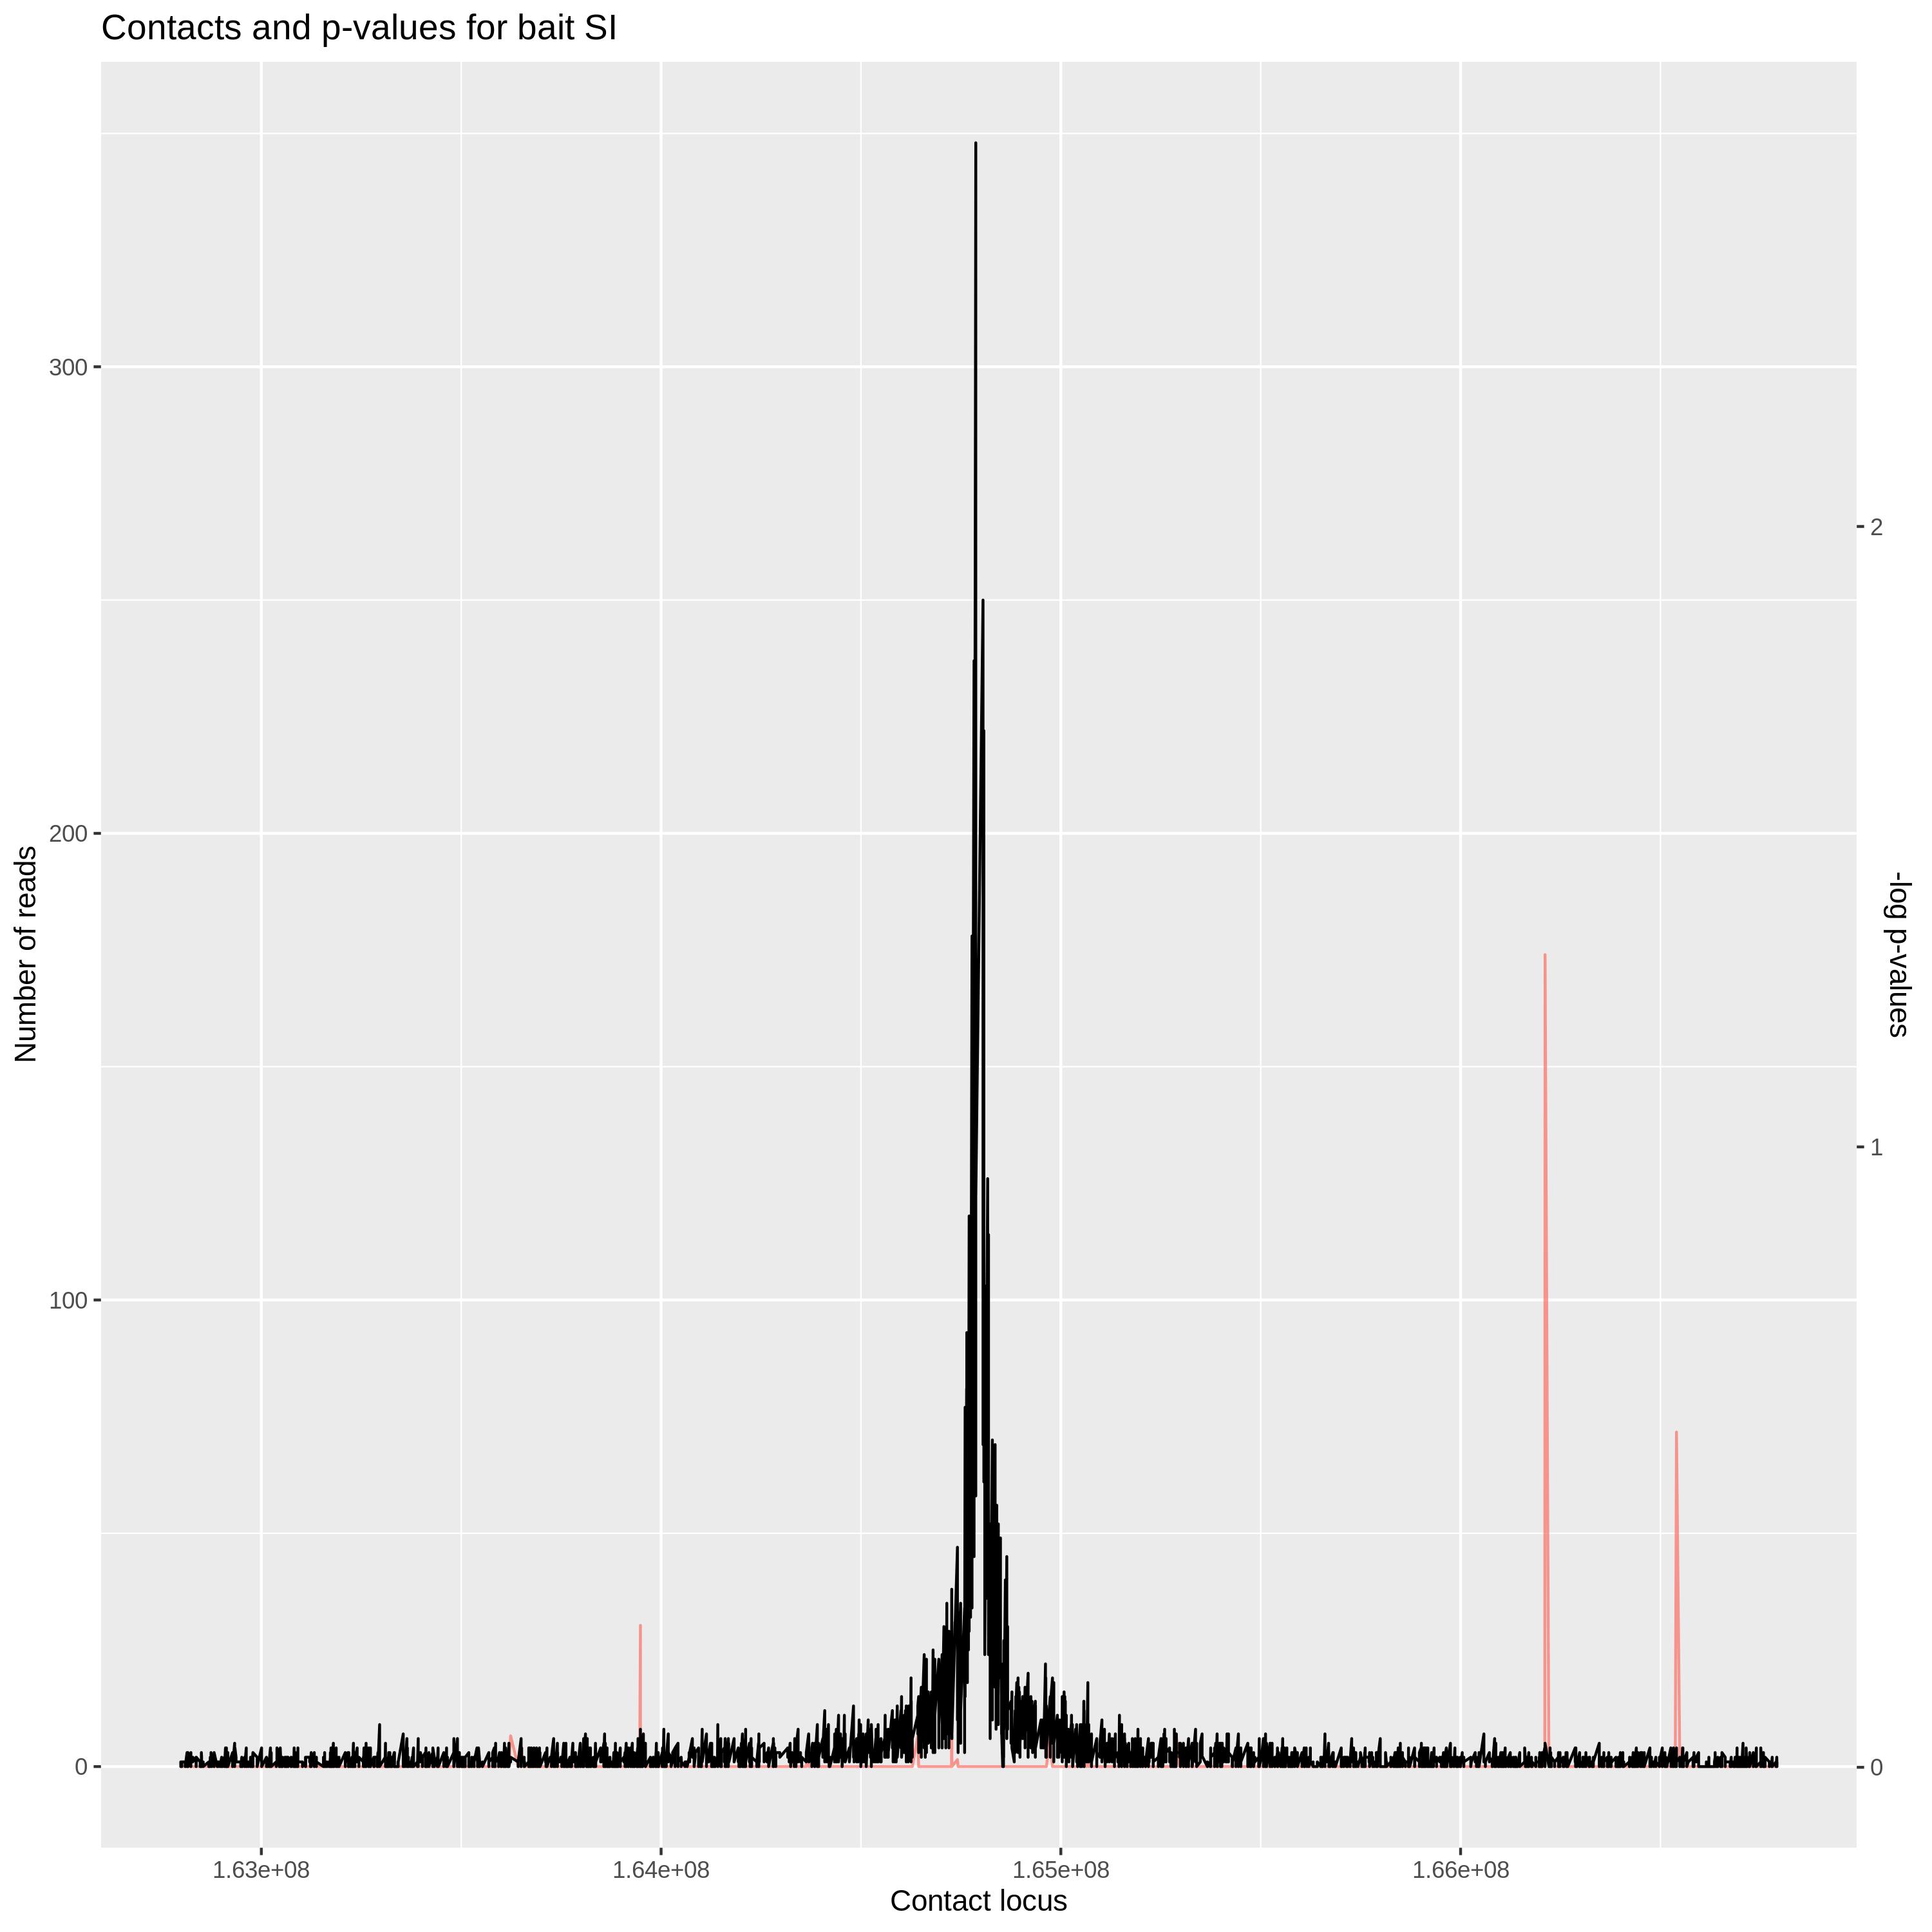 Contacts and p-values for bait SI
300
200
100
0
Number of reads
2
1
0
-log p-values
1.63e+08
1.64e+08
1.65e+08
1.66e+08
Contact locus